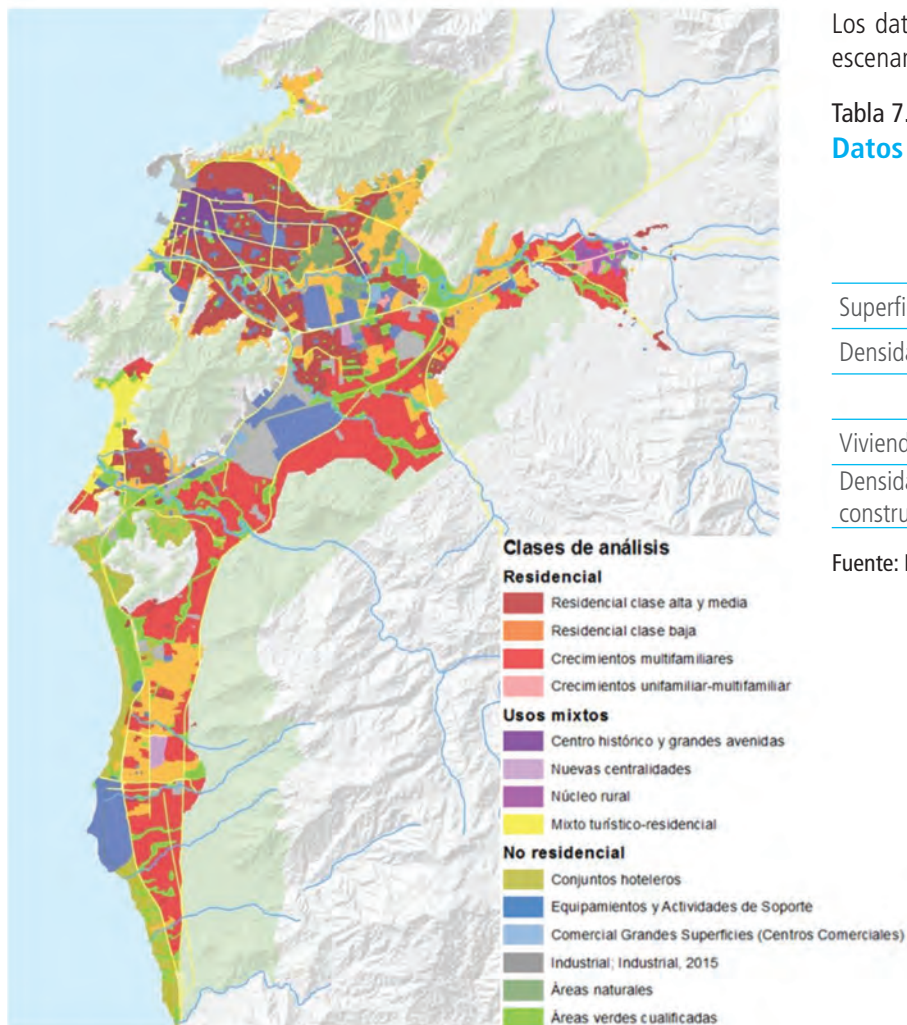 Los dat
escenar
Tabla 7.
Datos
Superfi
Densida
Viviend
Densida
constru
Fuente: I
Clases de análisis
Residencial
Residencial clase alta y media
Residencial clase baja
Crecimientos multifamiliares
Crecimientos unifamiliar-multifamiliar
Usos mixtos
Centro histórico y grandes avenidas
Nuevas centralidades
Núcleo rural
Mixto turístico-residencial
No residencial
Conjuntos hoteleros
Equipamientos y Actividades de Soporte
Comercial Grandes Superficies (Centros Comerciales)
Industrial; Industrial, 2015
Áreas naturales
Áreas verdes cualificadas